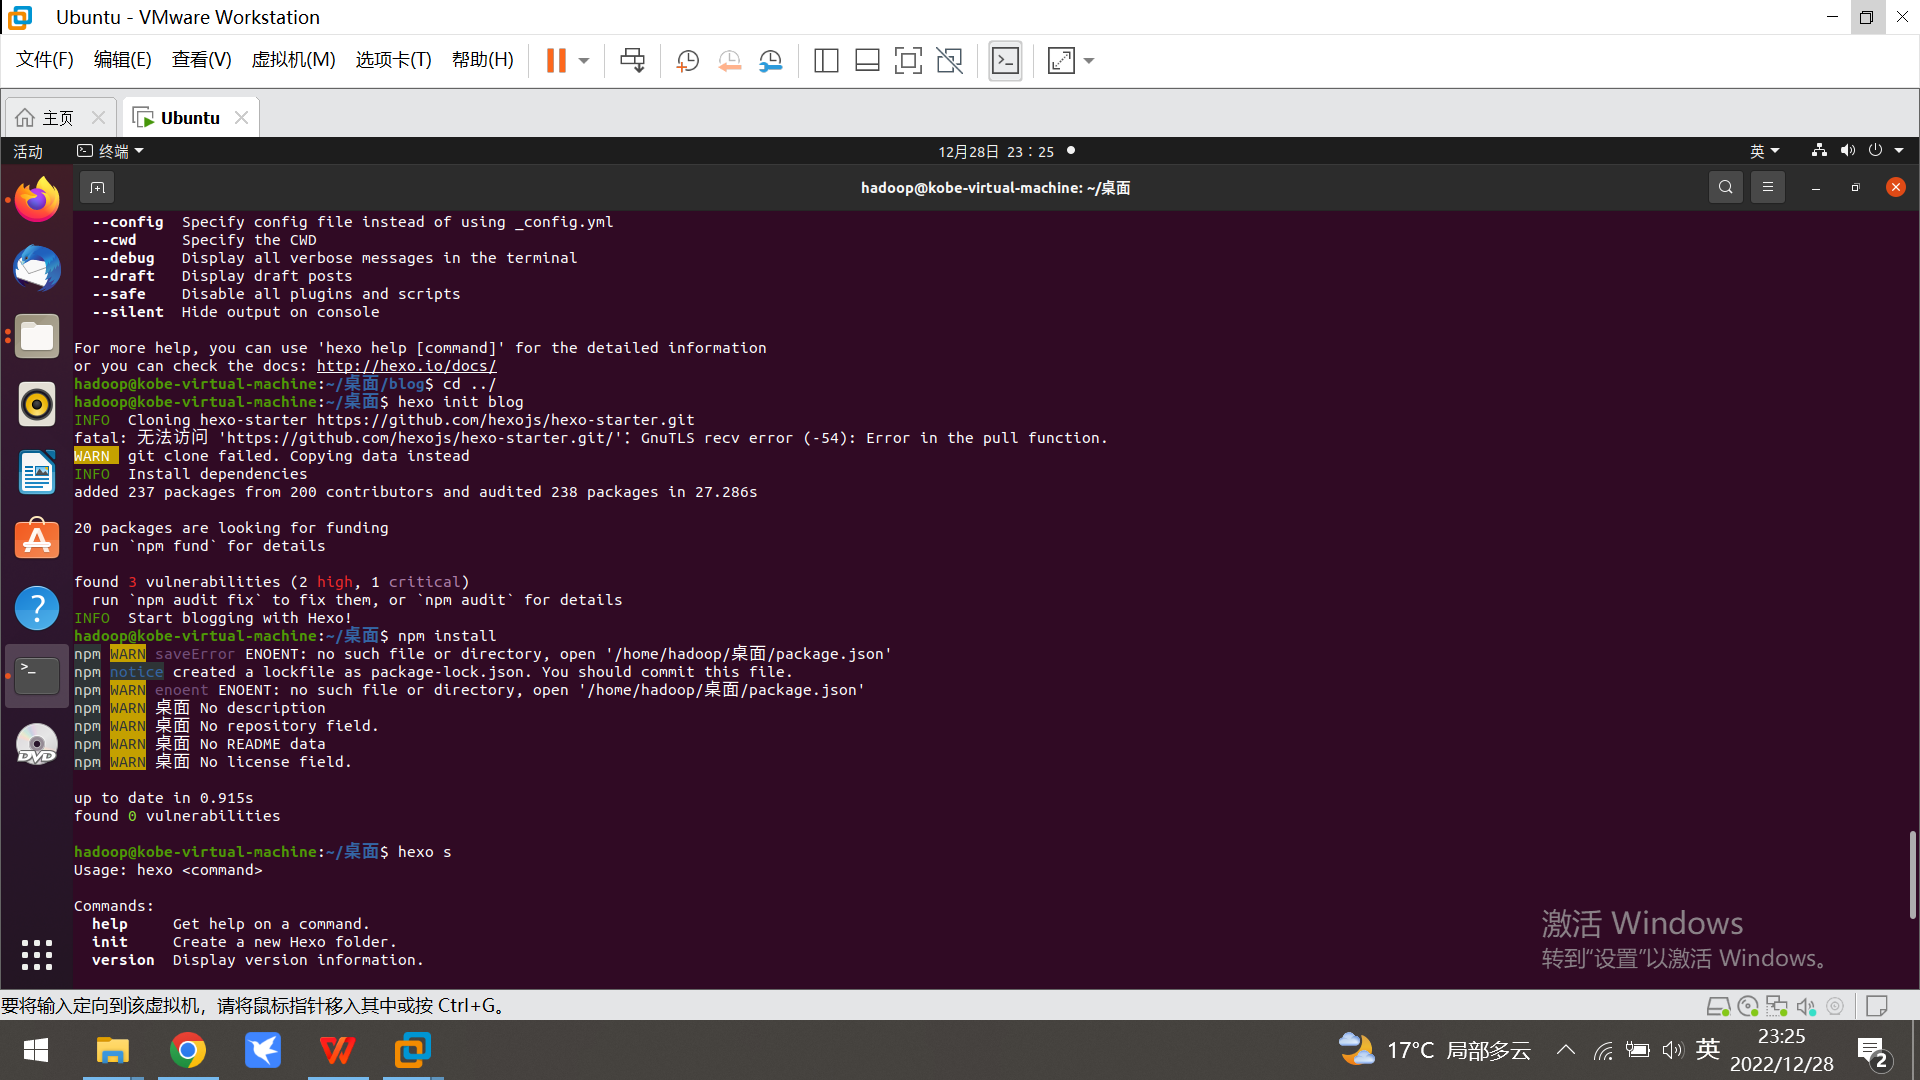 Ubuntu - VMware Workstation
文件(F) 编辑(E) 查看(V) 虚拟机(M) 选项卡(T) 帮助(H)
主页 Ubuntu
活动 终端 12月28日 23：25 英
hadoop@kobe-virtual-machine: ~/桌面
--config Specify config file instead of using _config.yml
--cwd Specify the CWD
--debug Display all verbose messages in the terminal
--draft Display draft posts
--safe Disable all plugins and scripts
--silent Hide output on console
For more help, you can use 'hexo help [command]' for the detailed information
or you can check the docs: http://hexo.io/docs/
hadoop@kobe-virtual-machine:~/桌面/blog$ cd ../
hadoop@kobe-virtual-machine:~/桌面$ hexo init blog
INFO Cloning hexo-starter https://github.com/hexojs/hexo-starter.git
fatal: 无法访问 'https://github.com/hexojs/hexo-starter.git/'：GnuTLS recv error (-54): Error in the pull function.
WARN git clone failed. Copying data instead
INFO Install dependencies
added 237 packages from 200 contributors and audited 238 packages in 27.286s
20 packages are looking for funding
run `npm fund` for details
found 3 vulnerabilities (2 high, 1 critical)
run `npm audit fix` to fix them, or `npm audit` for details
INFO Start blogging with Hexo!
hadoop@kobe-virtual-machine:~/桌面$ npm install
npm WARN saveError ENOENT: no such file or directory, open '/home/hadoop/桌面/package.json'
npm notice created a lockfile as package-lock.json. You should commit this file.
npm WARN enoent ENOENT: no such file or directory, open '/home/hadoop/桌面/package.json'
npm WARN 桌面 No description
npm WARN 桌面 No repository field.
npm WARN 桌面 No README data
npm WARN 桌面 No license field.
up to date in 0.915s
found 0 vulnerabilities
hadoop@kobe-virtual-machine:~/桌面$ hexo s
Usage: hexo <command>
Commands:
help Get help on a command.
init Create a new Hexo folder.
version Display version information.
激活 Windows
转到“设置”以激活 Windows。
要将输入定向到该虚拟机，请将鼠标指针移入其中或按 Ctrl+G。
DVD
17°C 局部多云 英 23:25
2022/12/28
2